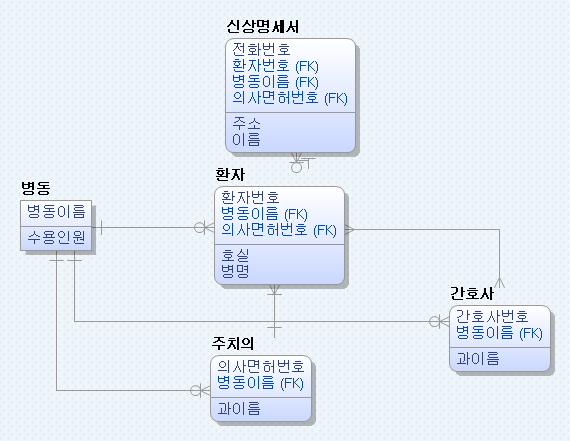 신상명세서
전화번호
환자번호 (FK)
병동이름 (FK)
의사면허번호 (FK)
주소
이름
환자
환자번호
병동이름 (FK)
의사면허번호 (FK)
호실
병명
병동
병동이름
수용인원
간호사
간호사번호
병동이름 (FK)
과이름
주치의
의사면허번호
병동이름 (FK)
과이름